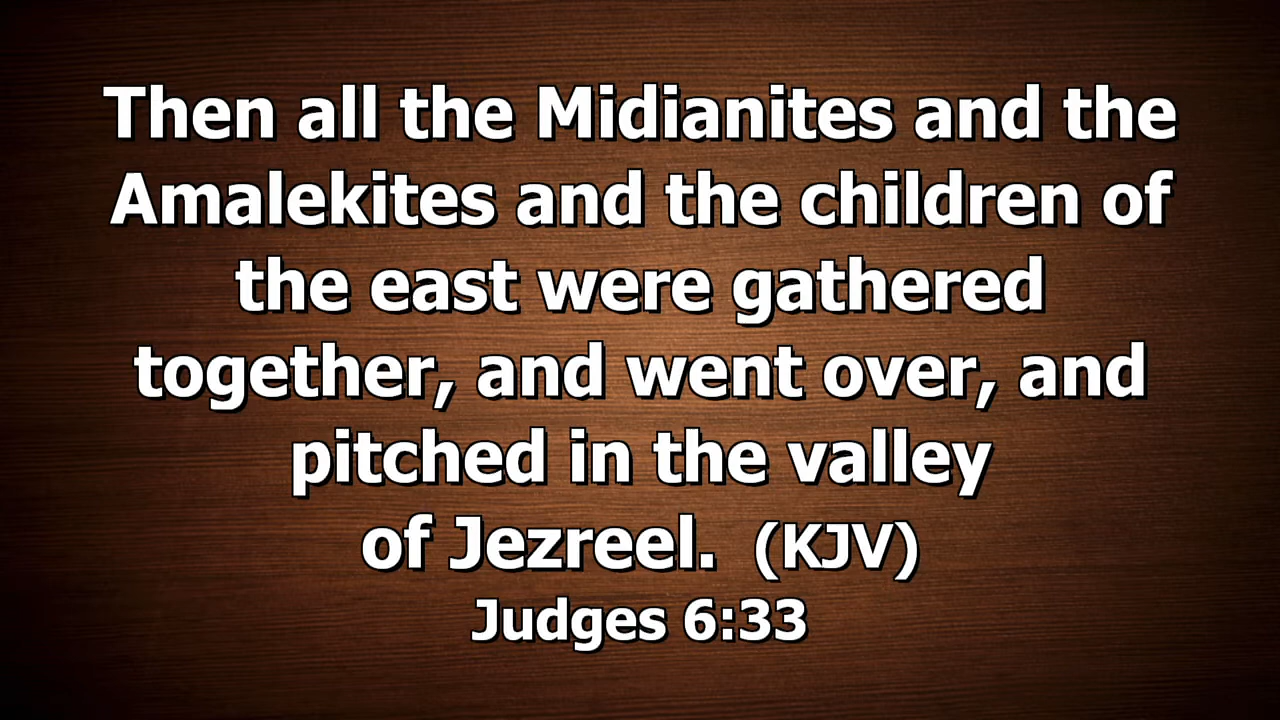 Then all the Midianites and the
Amalekites and the children of
the east were gathered
together, and went over, and
pitched in the valley
of Jezreel.  (KJV)
Judges 6:33